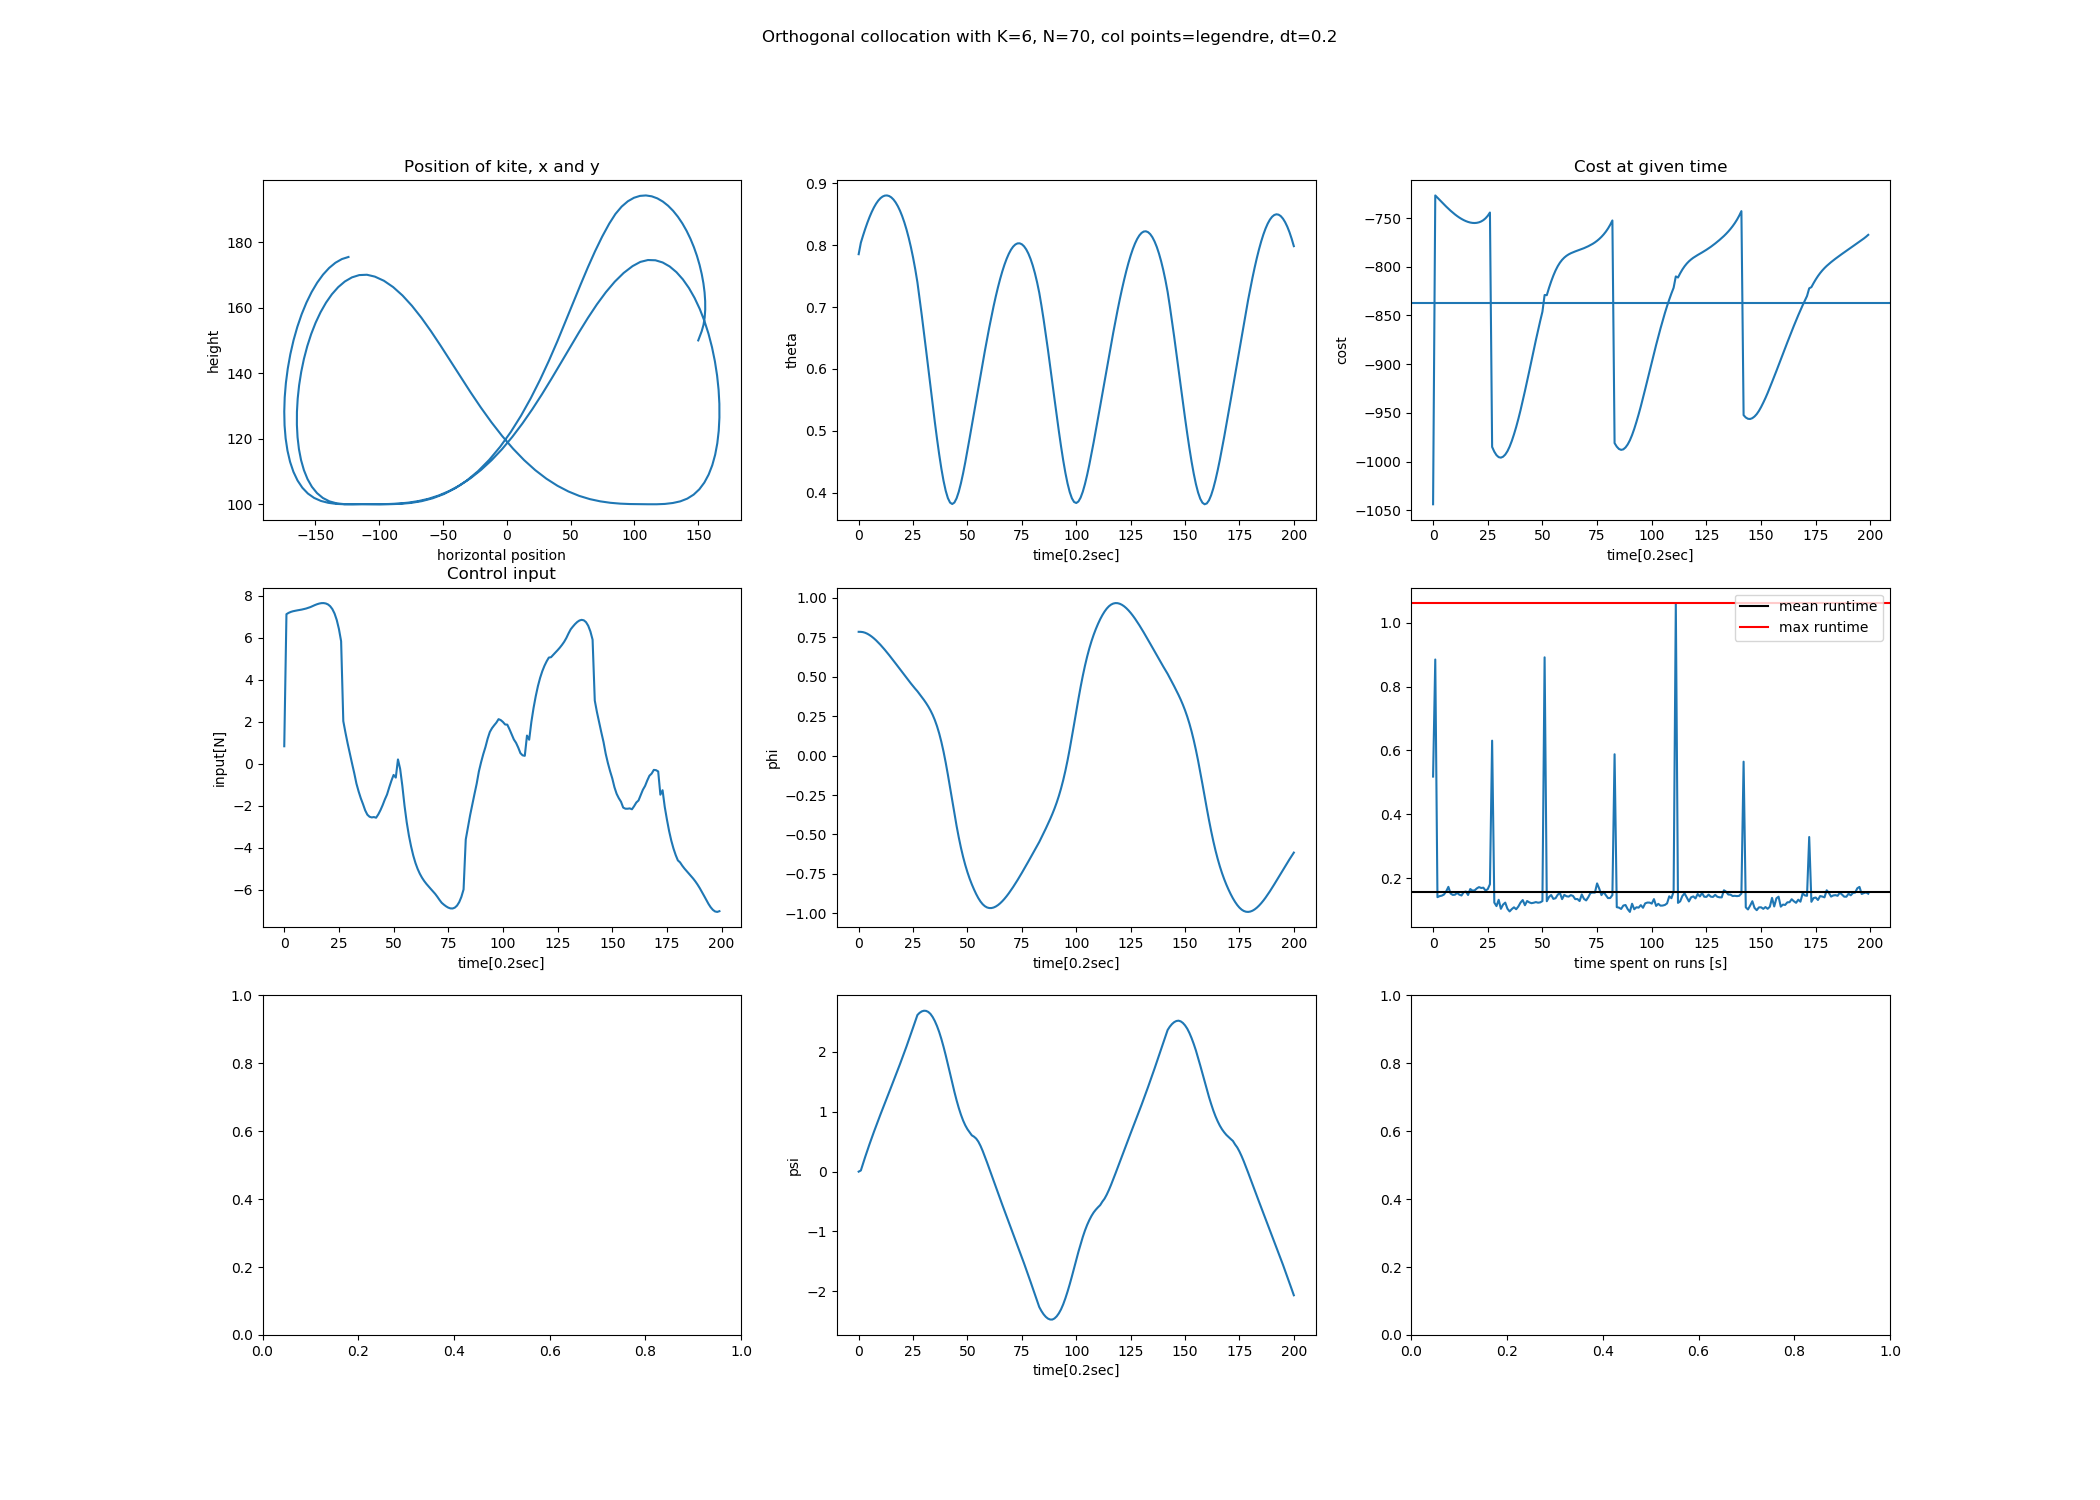 Orthogonal collocation with K=6, N=70, col points=legendre, dt=0.2
Position of kite, x and y
height
180
160
140
120
100
−150 −100 −50 0 50 100 150
horizontal position
theta
0.9
0.8
0.7
0.6
0.5
0.4
0 25 50 75 100 125 150 175 200
time[0.2sec]
Cost at given time
cost
−750
−800
−850
−900
−950
−1000
−1050
0 25 50 75 100 125 150 175 200
time[0.2sec]
Control input
input[N]
8
6
4
2
0
−2
−4
−6
0 25 50 75 100 125 150 175 200
time[0.2sec]
phi
1.00
0.75
0.50
0.25
0.00
−0.25
−0.50
−0.75
−1.00
0 25 50 75 100 125 150 175 200
time[0.2sec]
mean runtime
max runtime
1.0
0.8
0.6
0.4
0.2
0 25 50 75 100 125 150 175 200
time spent on runs [s]
1.0
0.8
0.6
0.4
0.2
0.0
0.0 0.2 0.4 0.6 0.8 1.0
psi
2
1
0
−1
−2
0 25 50 75 100 125 150 175 200
time[0.2sec]
1.0
0.8
0.6
0.4
0.2
0.0
0.0 0.2 0.4 0.6 0.8 1.0